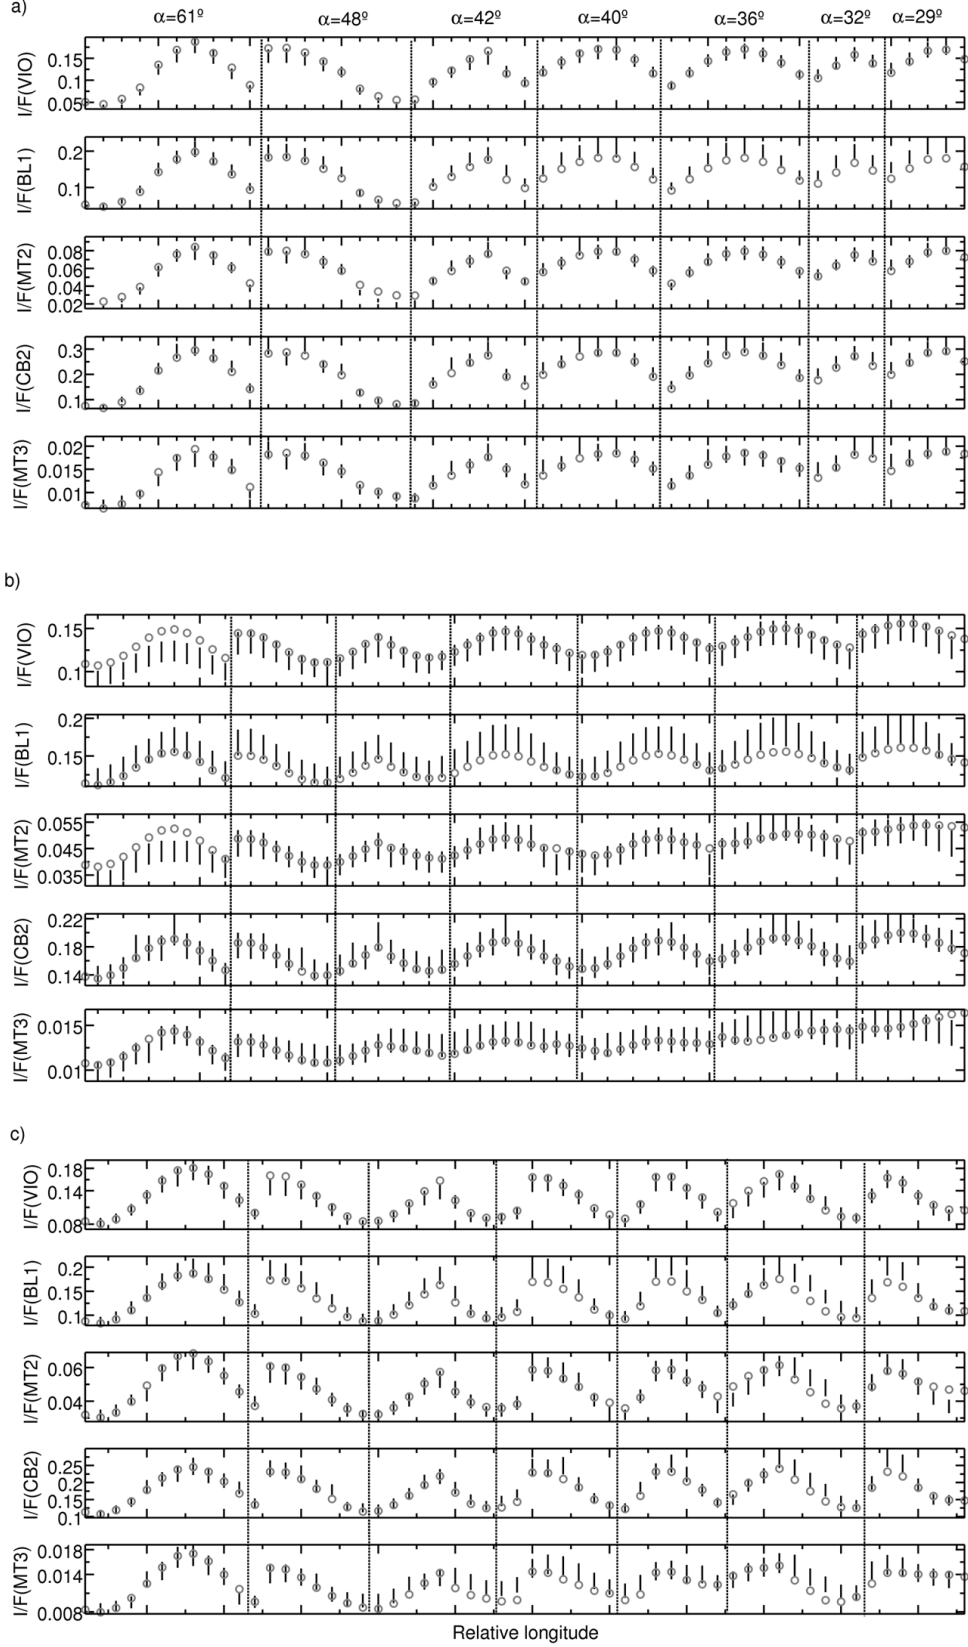 a)
α=61º α=48º α=42º α=40º α=36º α=32º α=29º
I/F(VIO)
0.15
0.1
0.05
I/F(BL1)
0.2
0.1
I/F(MT2)
0.08
0.06
0.04
0.02
I/F(CB2)
0.3
0.2
0.1
I/F(MT3)
0.02
0.015
0.01
b)
I/F(VIO)
0.15
0.1
I/F(BL1)
0.2
0.15
I/F(MT2)
0.055
0.045
0.035
I/F(CB2)
0.22
0.18
0.14
I/F(MT3)
0.015
0.01
c)
I/F(VIO)
0.18
0.14
0.08
I/F(BL1)
0.2
0.15
0.1
I/F(MT2)
0.06
0.04
I/F(CB2)
0.25
0.15
0.1
I/F(MT3)
0.018
0.014
0.008
Relative longitude